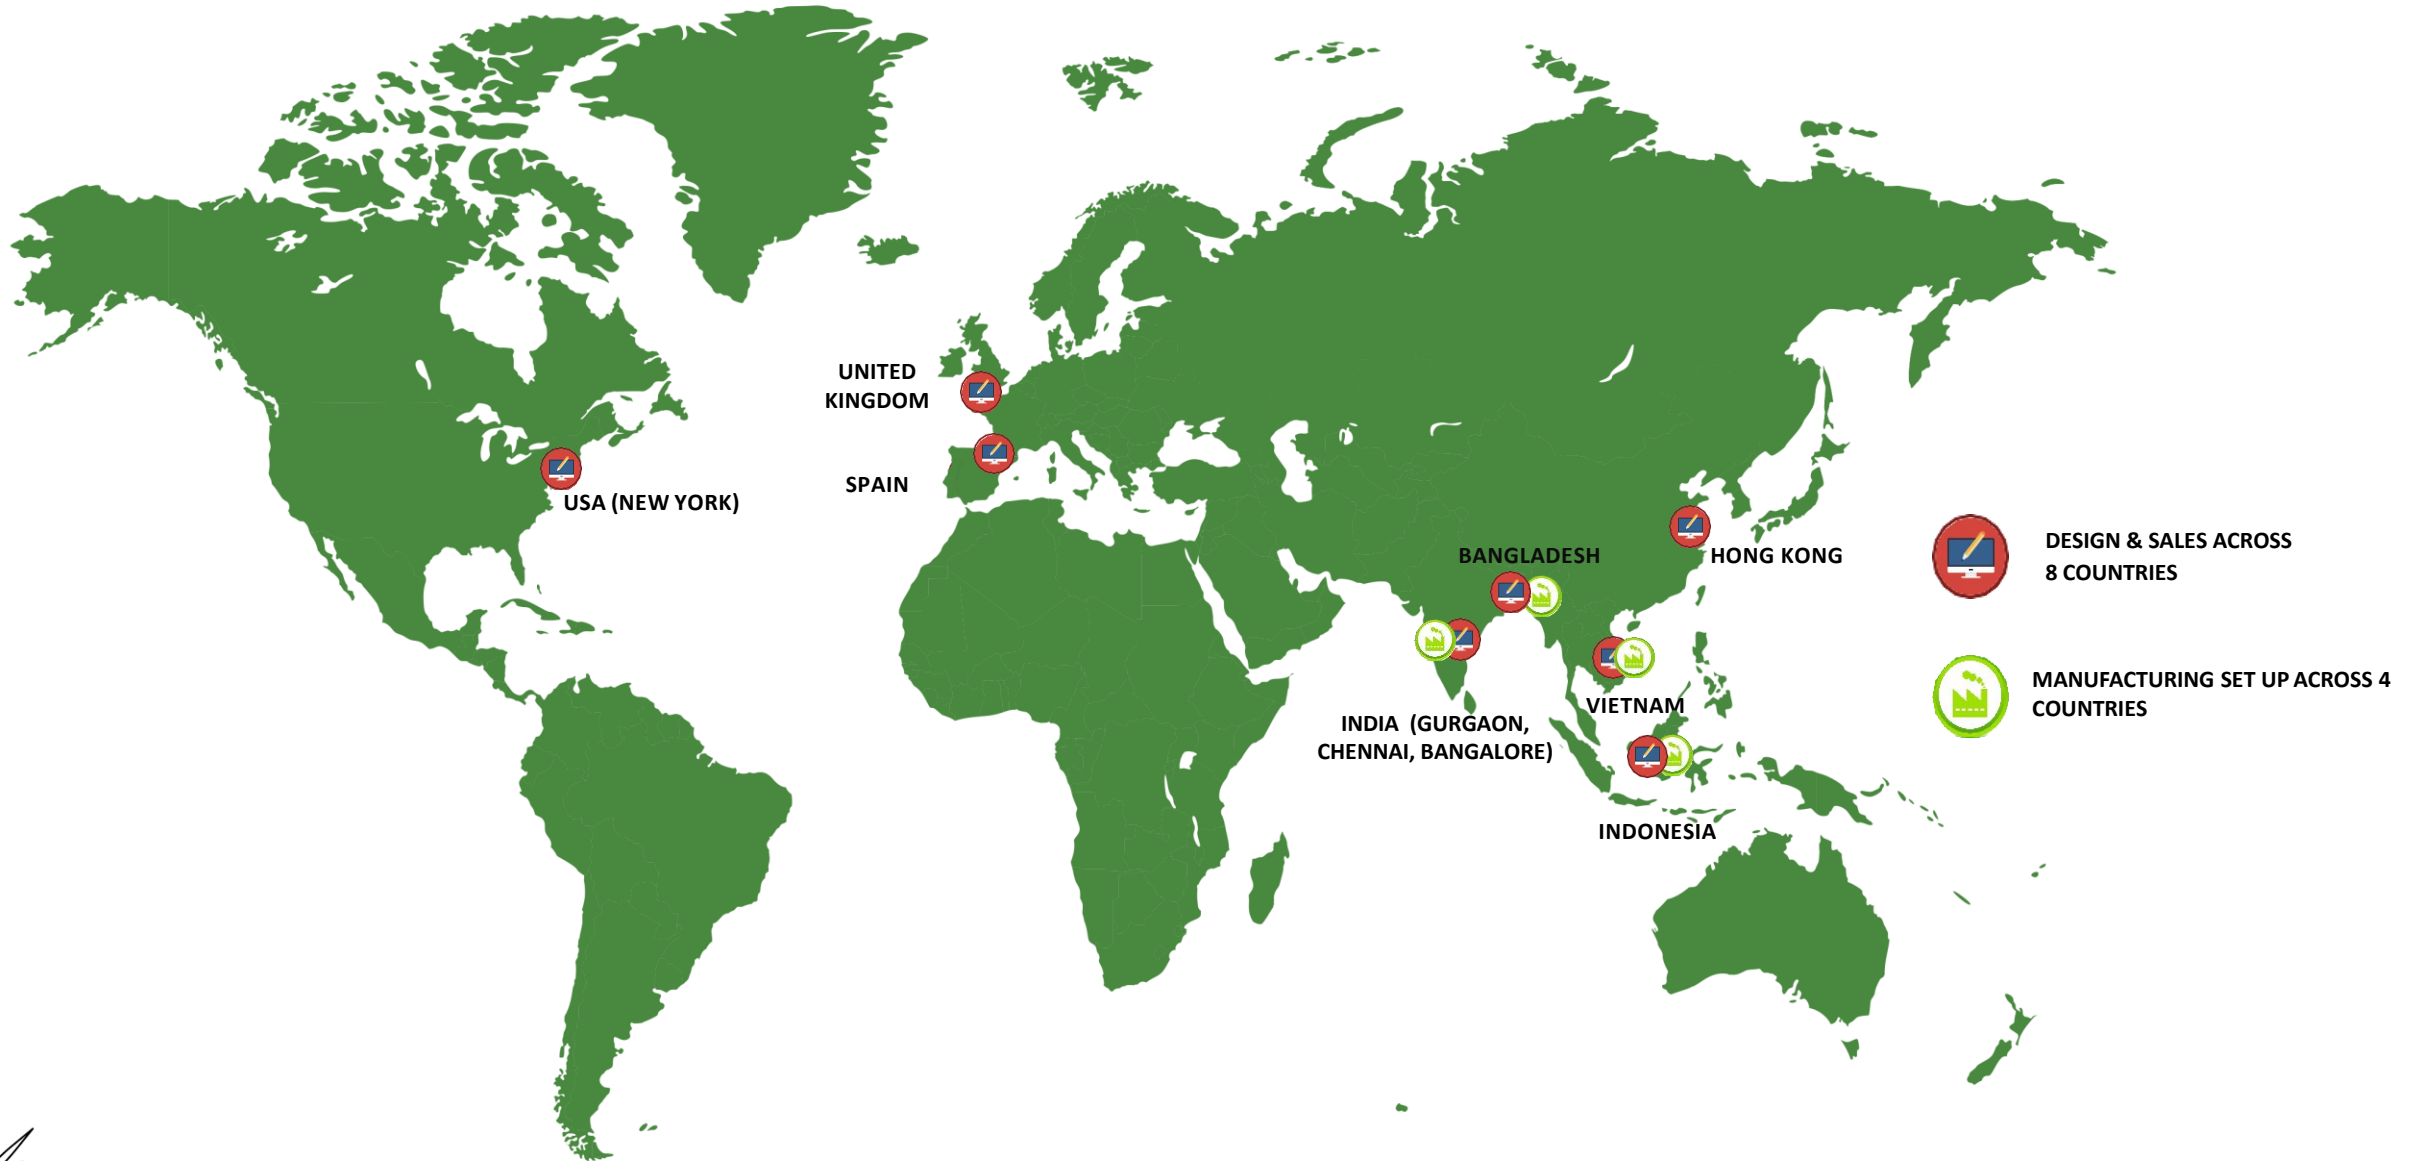 UNITED
KINGDOM
SPAIN
USA (NEW YORK)
BANGLADESH
HONG KONG
INDIA (GURGAON,
CHENNAI, BANGALORE)
VIETNAM
INDONESIA
DESIGN & SALES ACROSS
8 COUNTRIES
MANUFACTURING SET UP ACROSS 4
COUNTRIES